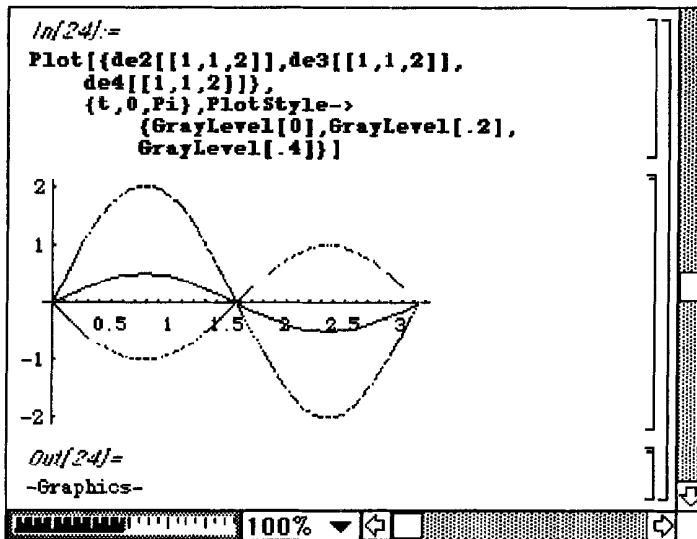 In[24]:=
Plot[{de2[[1,1,2]],de3[[1,1,2]],
de4[[1,1,2]]},
{t,0,Pi},PlotStyle->
{GrayLevel[0],GrayLevel[.2],
GrayLevel[.4]}]
2
1
0.5 1 1.5 2 2.5 3
-1
-2
Out[24]=
-Graphics-
100%